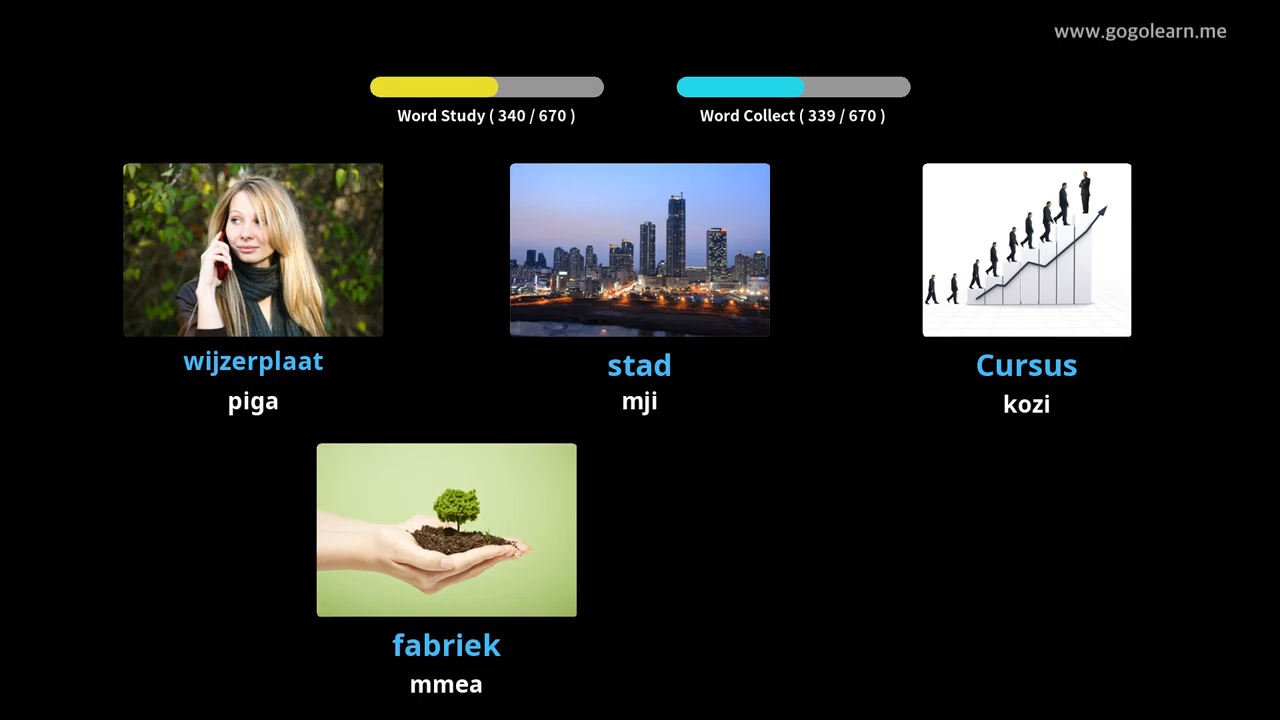 www.gogolearn.me
Word Study ( 340 / 670 )
Word Collect ( 339 / 670 )
wijzerplaat
piga
stad
mji
Cursus
kozi
fabriek
mmea